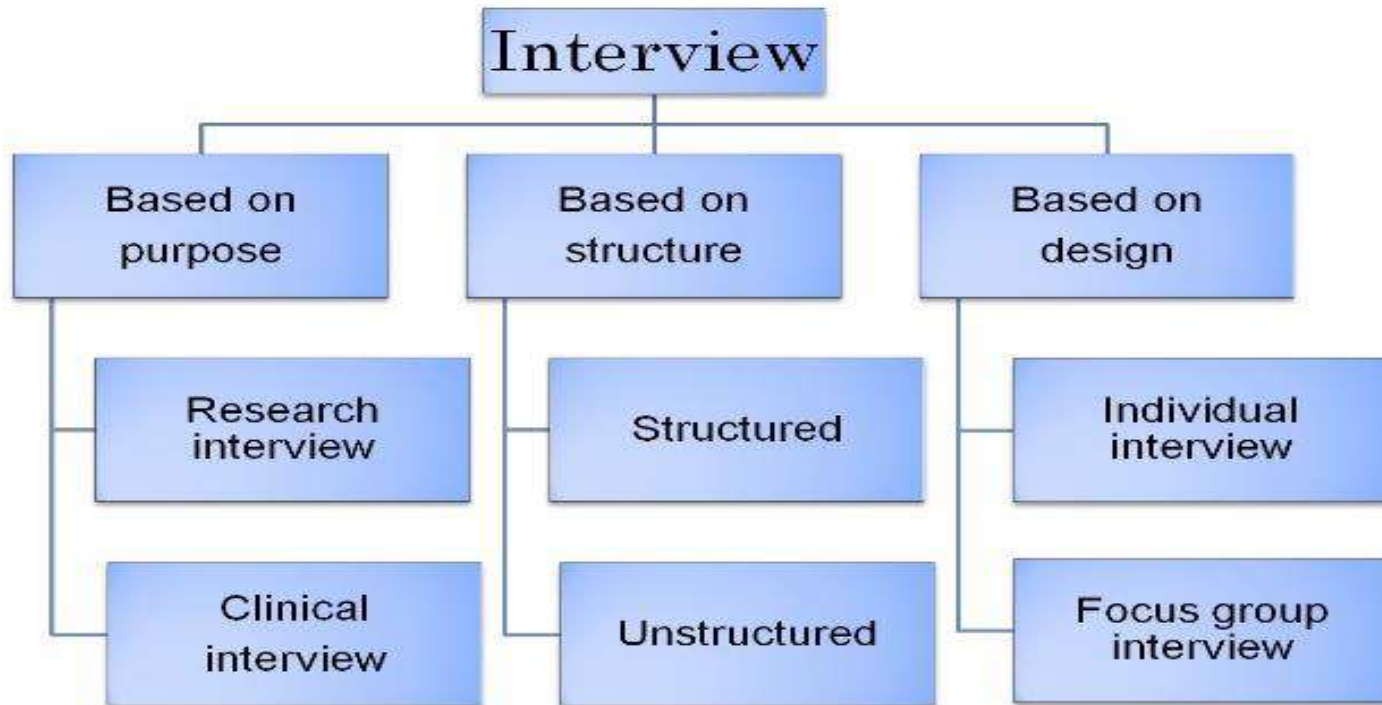 Interview
Based on
purpose
Based on
structure
Based on
design
Research
interview
Structured
Individual
interview
Clinical
interview
Unstructured
Focus group
interview